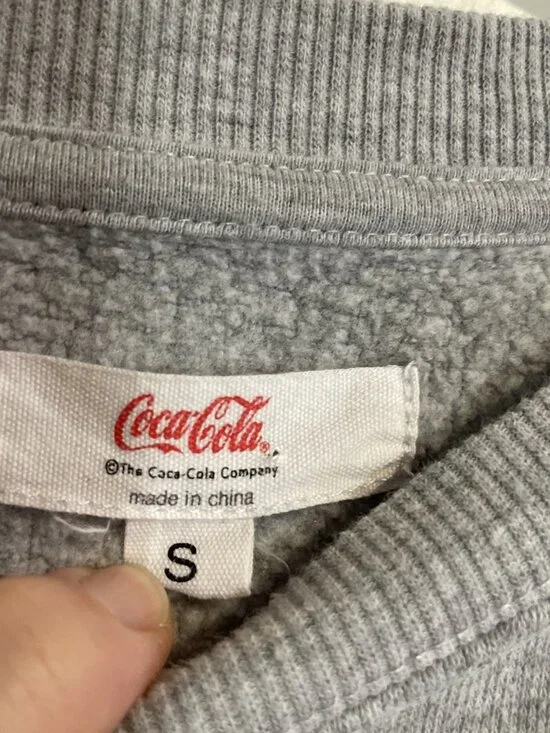 Coca-Cola®
©The Coca-Cola Company
made in china
S